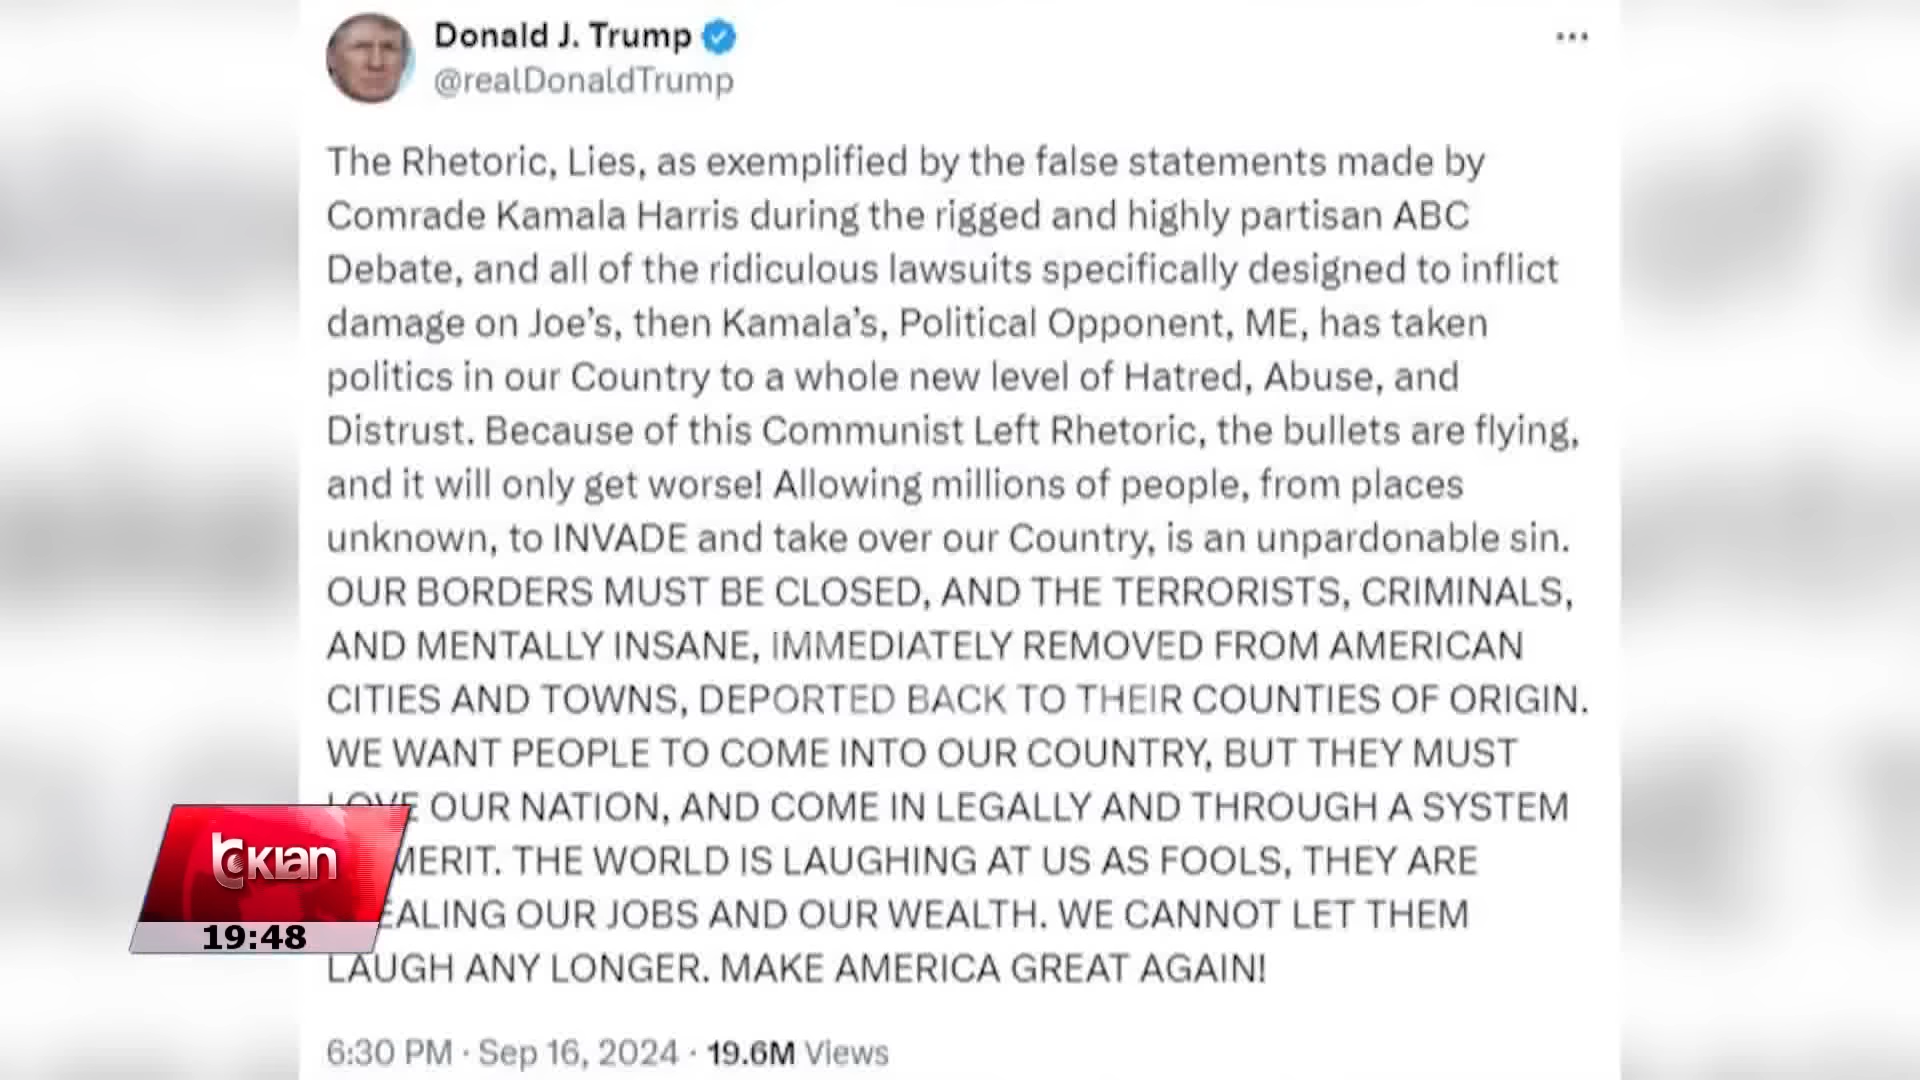 Donald J. Trump
@realDonaldTrump
The Rhetoric, Lies, as exemplified by the false statements made by
Comrade Kamala Harris during the rigged and highly partisan ABC
Debate, and all of the ridiculous lawsuits specifically designed to inflict
damage on Joe's, then Kamala's, Political Opponent, ME, has taken
politics in our Country to a whole new level of Hatred, Abuse, and
Distrust. Because of this Communist Left Rhetoric, the bullets are flying,
and it will only get worse! Allowing millions of people, from places
unknown, to INVADE and take over our Country, is an unpardonable sin.
OUR BORDERS MUST BE CLOSED, AND THE TERRORISTS, CRIMINALS,
AND MENTALLY INSANE, IMMEDIATELY REMOVED FROM AMERICAN
CITIES AND TOWNS, DEPORTED BACK TO THEIR COUNTIES OF ORIGIN.
WE WANT PEOPLE TO COME INTO OUR COUNTRY, BUT THEY MUST
LOVE OUR NATION, AND COME IN LEGALLY AND THROUGH A SYSTEM
MERIT. THE WORLD IS LAUGHING AT US AS FOOLS, THEY ARE
EALING OUR JOBS AND OUR WEALTH. WE CANNOT LET THEM
LAUGH ANY LONGER. MAKE AMERICA GREAT AGAIN!
6:30 PM · Sep 16, 2024 · 19.6M Views
tcklan
19:48